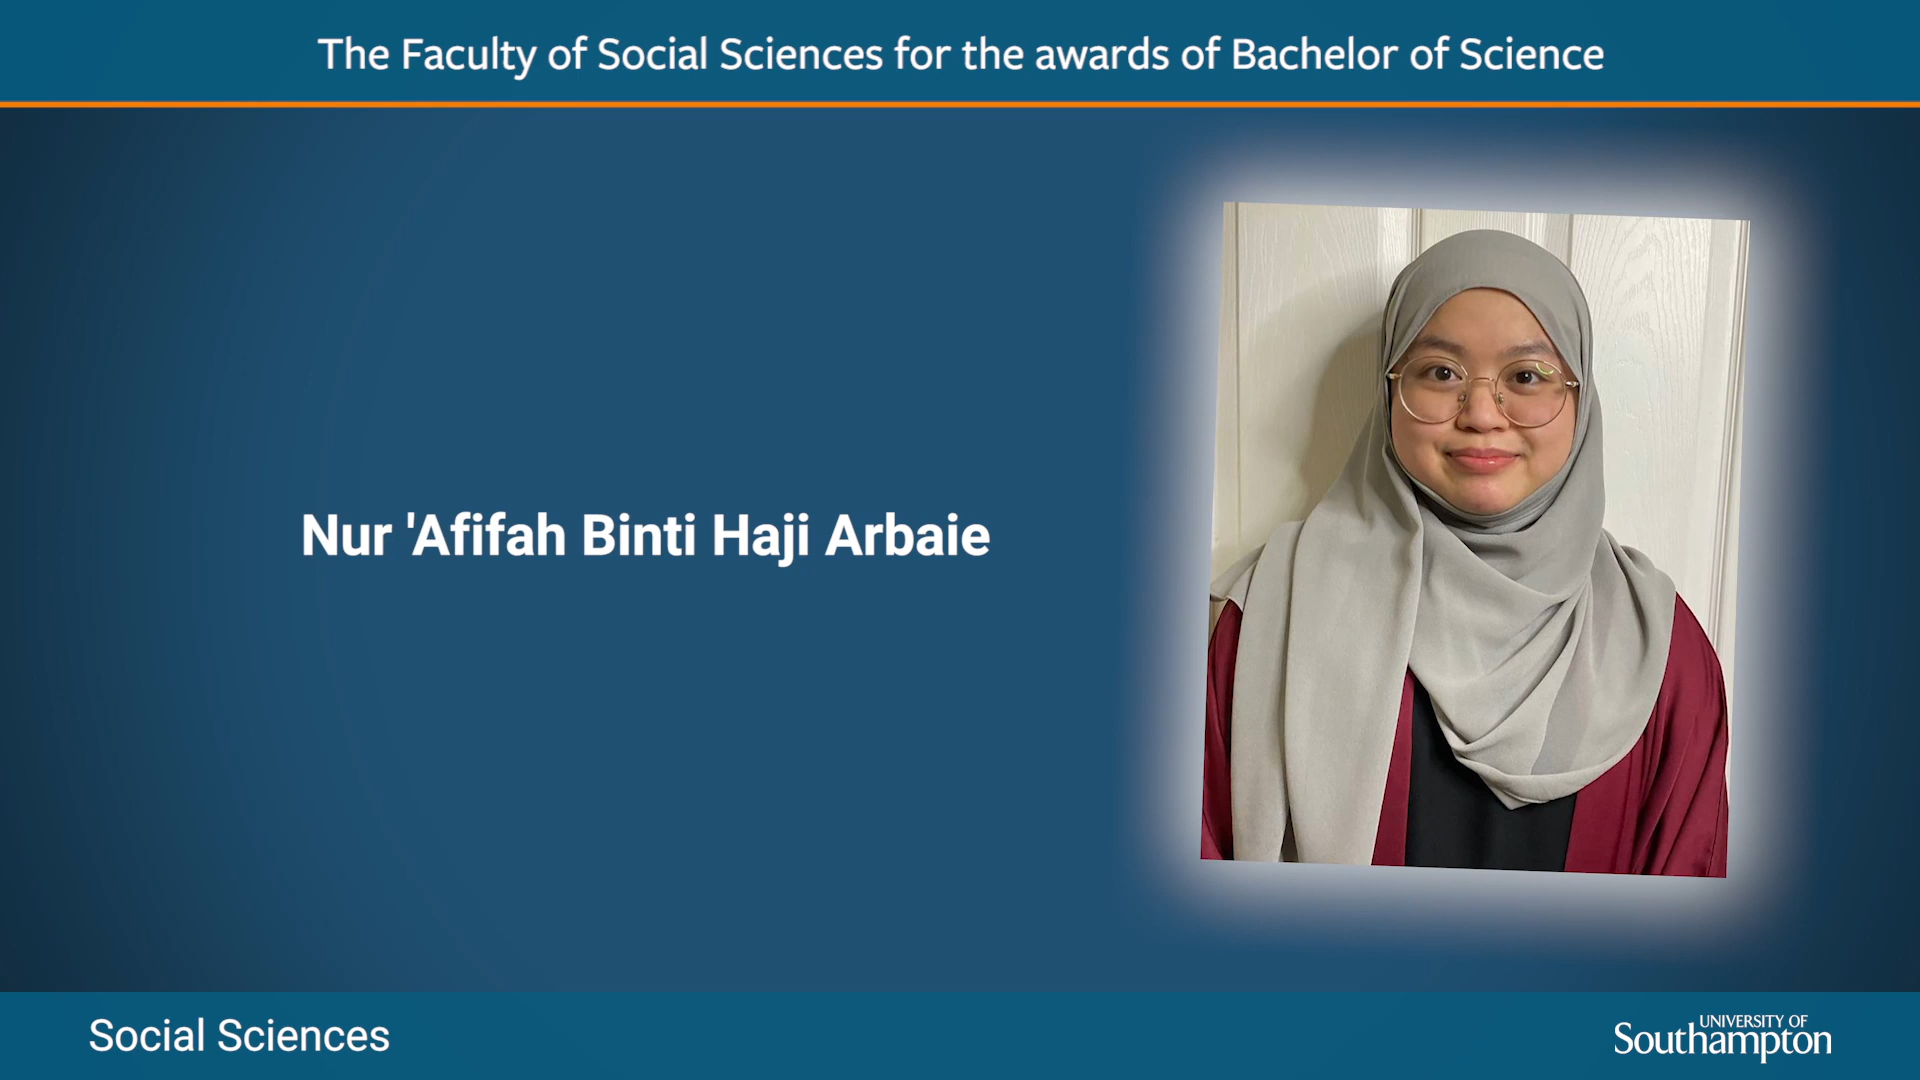 The Faculty of Social Sciences for the awards of Bachelor of Science
Nur 'Afifah Binti Haji Arbaie
Social Sciences
UNIVERSITY OF
Southampton